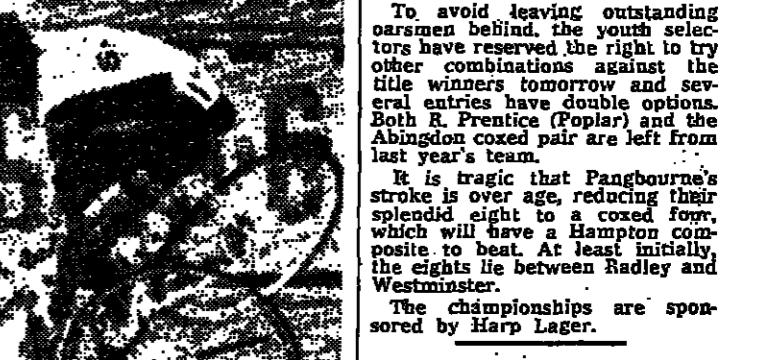 To avoid leaving outstanding
oarsmen behind, the youth selec-
tors have reserved the right to try
other combinations against the
title winners tomorrow and sev-
eral entries have double options.
Both R. Prentice (Poplar) and the
Abingdon coxed pair are left from
last year's team.
It is tragic that Pangbourne's
stroke is over age, reducing their
splendid eight to a coxed four,
which will have a Hampton com-
posite to beat. At least initially,
the eights lie between Radley and
Westminster.
The championships are spon-
sored by Harp Lager.